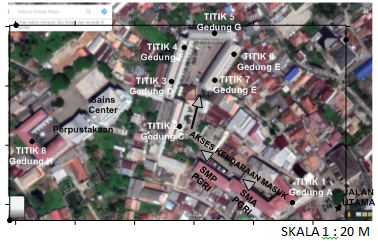 TITIK 5
Gedung G
TITIK 4
Gedung F
TITIK 6
Gedung E
TITIK 3
Gedung D
TITIK 7
Gedung E
Sains
Center
Perpustakaan
TITIK
Gedung C
AKSES KENDARAAN MASUK
TITIK 8
Gedung H
SMP
PGRI
SMA
PGRI
TITIK 1
Gedung A
JALAN
UTAMA
SKALA 1 : 20 M